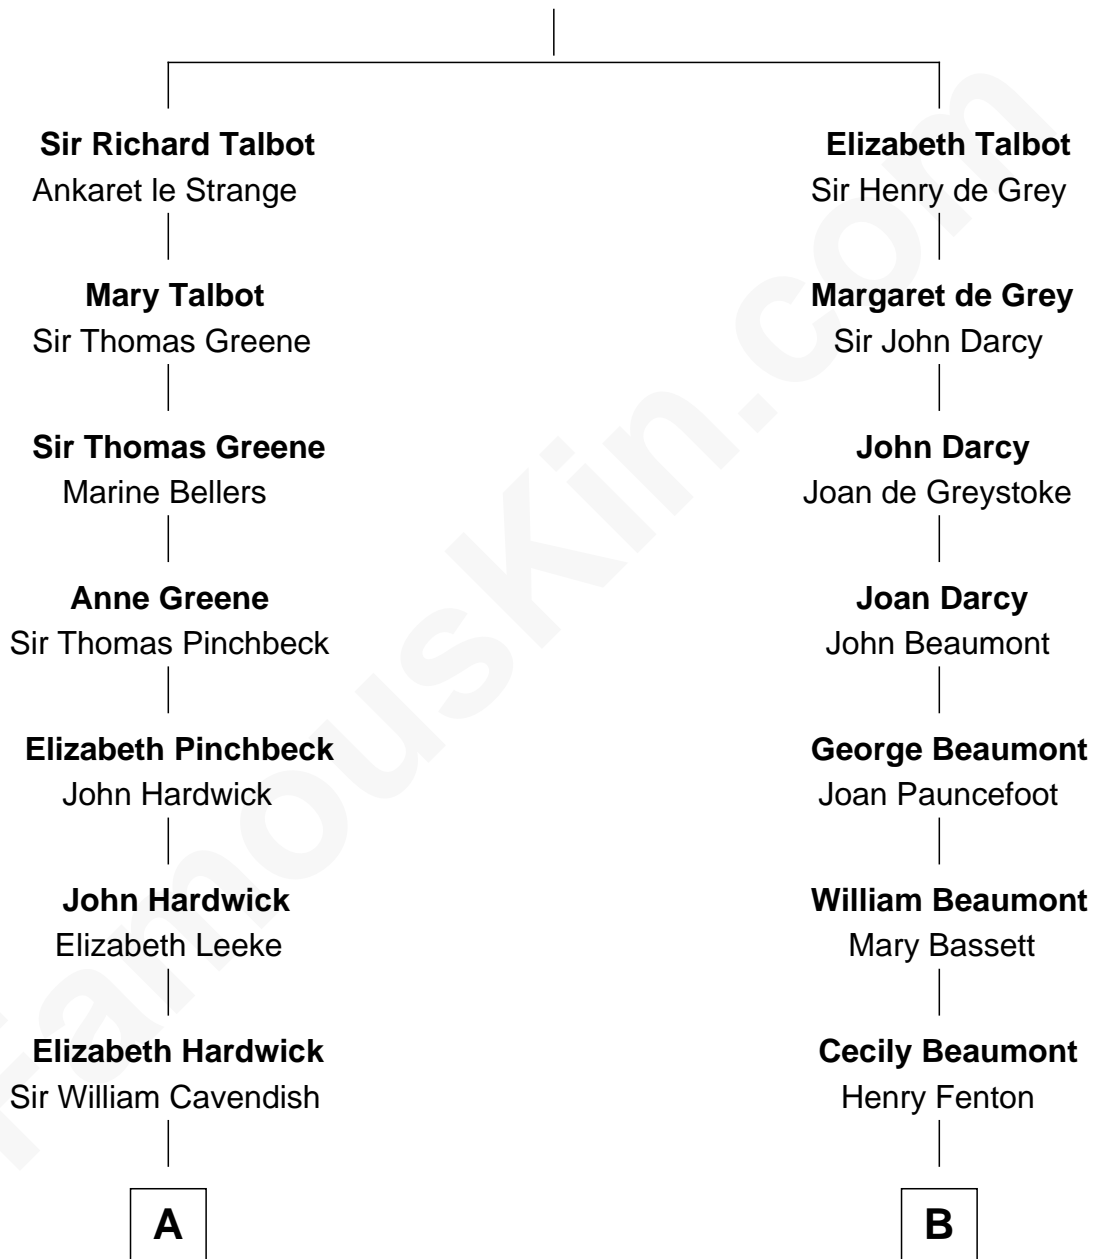 Sir Richard Talbot
Ankaret le Strange
Mary Talbot
Sir Thomas Greene
Sir Thomas Greene
Marine Bellers
Anne Greene
Sir Thomas Pinchbeck
Elizabeth Pinchbeck
John Hardwick
John Hardwick
Elizabeth Leeke
Elizabeth Hardwick
Sir William Cavendish
A
Elizabeth Talbot
Sir Henry de Grey
Margaret de Grey
Sir John Darcy
John Darcy
Joan de Greystoke
Joan Darcy
John Beaumont
George Beaumont
Joan Pauncefoot
William Beaumont
Mary Bassett
Cecily Beaumont
Henry Fenton
B
FamousKin.com